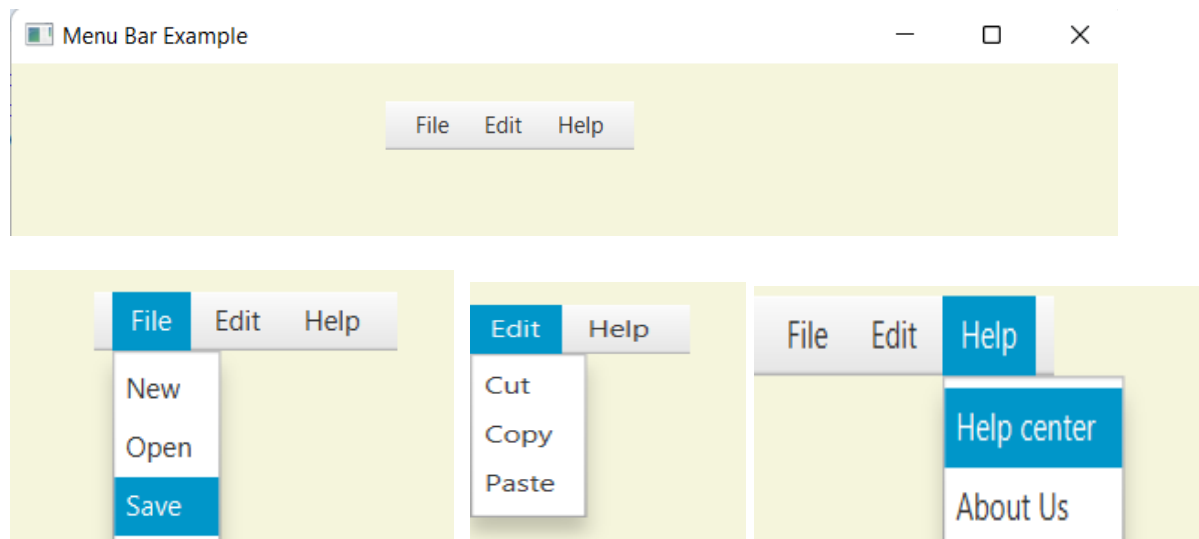 Menu Bar Example
File Edit Help
File Edit Help
New
Open
Save
Edit Help
Cut
Copy
Paste
File Edit Help
Help center
About Us